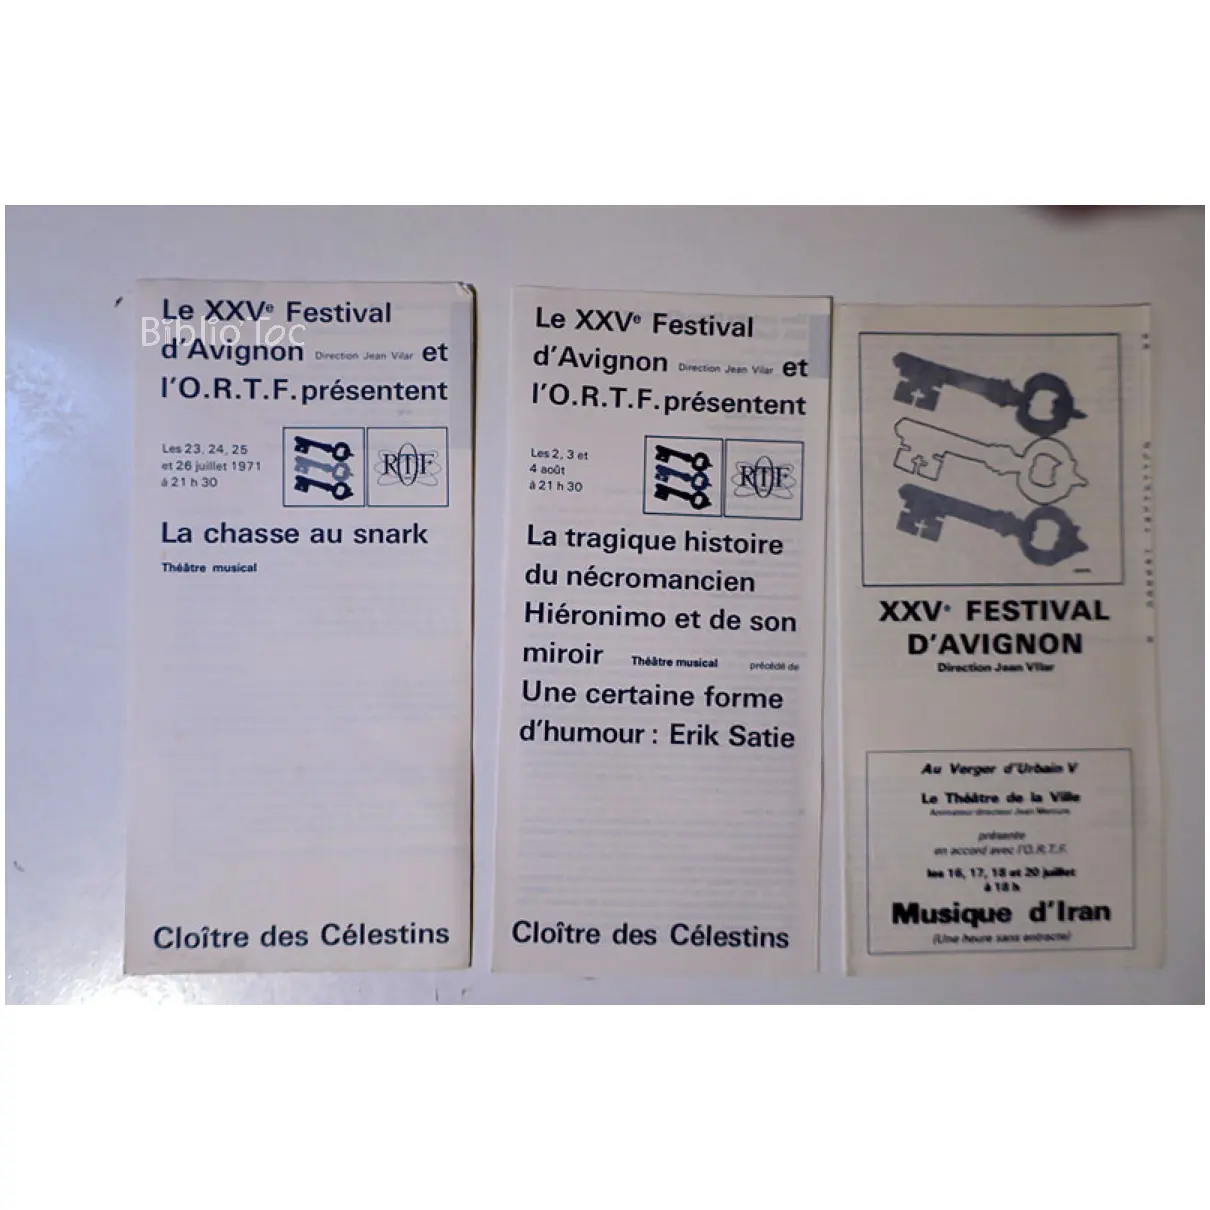 Le XXVe Festival
d'Avignon Direction Jean Vilar et
l'O.R.T.F. présentent
Biblio Toc
Les 23, 24, 25
et 26 juillet 1971
à 21 h 30
RTF
La chasse au snark
Théâtre musical
Cloître des Célestins
Le XXVe Festival
d'Avignon Direction Jean Vilar et
l'O.R.T.F. présentent
Les 2, 3 et
4 août
à 21 h 30
RTF
La tragique histoire
du nécromancien
Hiéronimo et de son
miroir Théâtre musical précédé de
Une certaine forme
d'humour : Erik Satie
Cloître des Célestins
XXVe FESTIVAL
D'AVIGNON
Direction Jean Vilar
Au Verger d'Urbain V
Le Théâtre de la Ville
Animateur directeur Jean Mercure
présente
en accord avec l'O.R.T.F.
les 16, 17, 18 et 20 juillet
à 18 h
Musique d'Iran
(Une heure sans entracte)